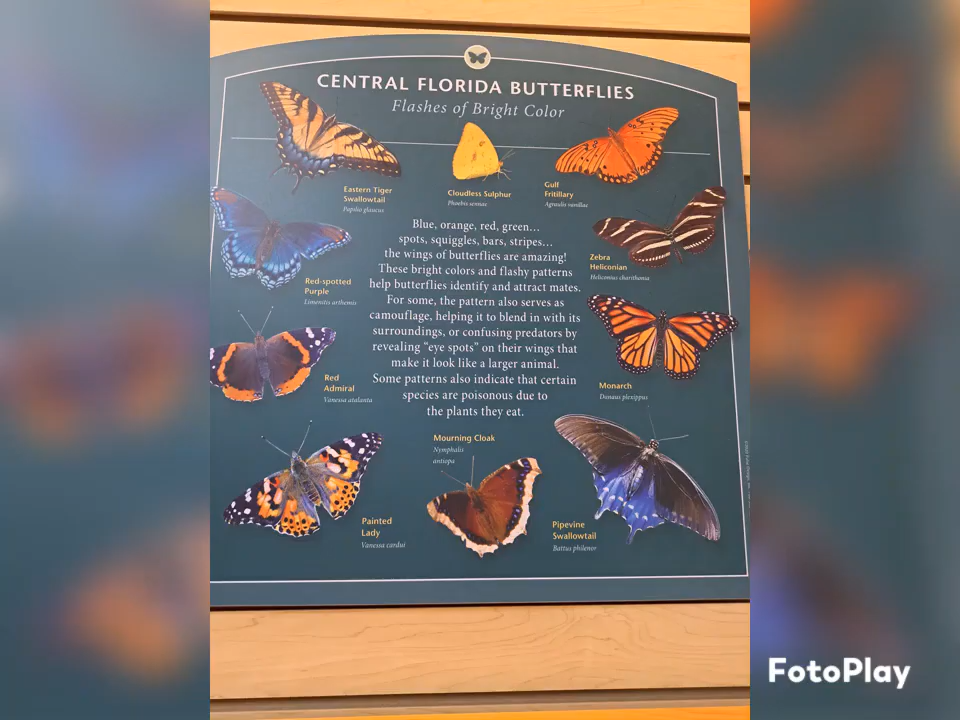 CENTRAL FLORIDA BUTTERFLIES
Flashes of Bright Color
Eastern Tiger
Swallowtail
Papilio glaucus
Cloudless Sulphur
Phoebis sennae
Gulf
Fritillary
Agraulis vanillae
Blue, orange, red, green...
spots, squiggles, bars, stripes...
the wings of butterflies are amazing!
These bright colors and flashy patterns
help butterflies identify and attract mates.
For some, the pattern also serves as
camouflage, helping it to blend in with its
surroundings, or confusing predators by
revealing “eye spots” on their wings that
make it look like a larger animal.
Some patterns also indicate that certain
species are poisonous due to
the plants they eat.
Zebra
Heliconian
Heliconius charithonia
Red-spotted
Purple
Limenitis arthemis
Red
Admiral
Vanessa atalanta
Monarch
Danaus plexippus
Mourning Cloak
Nymphalis
antiopa
Painted
Lady
Vanessa cardui
Pipevine
Swallowtail
Battus philenor
FotoPlay